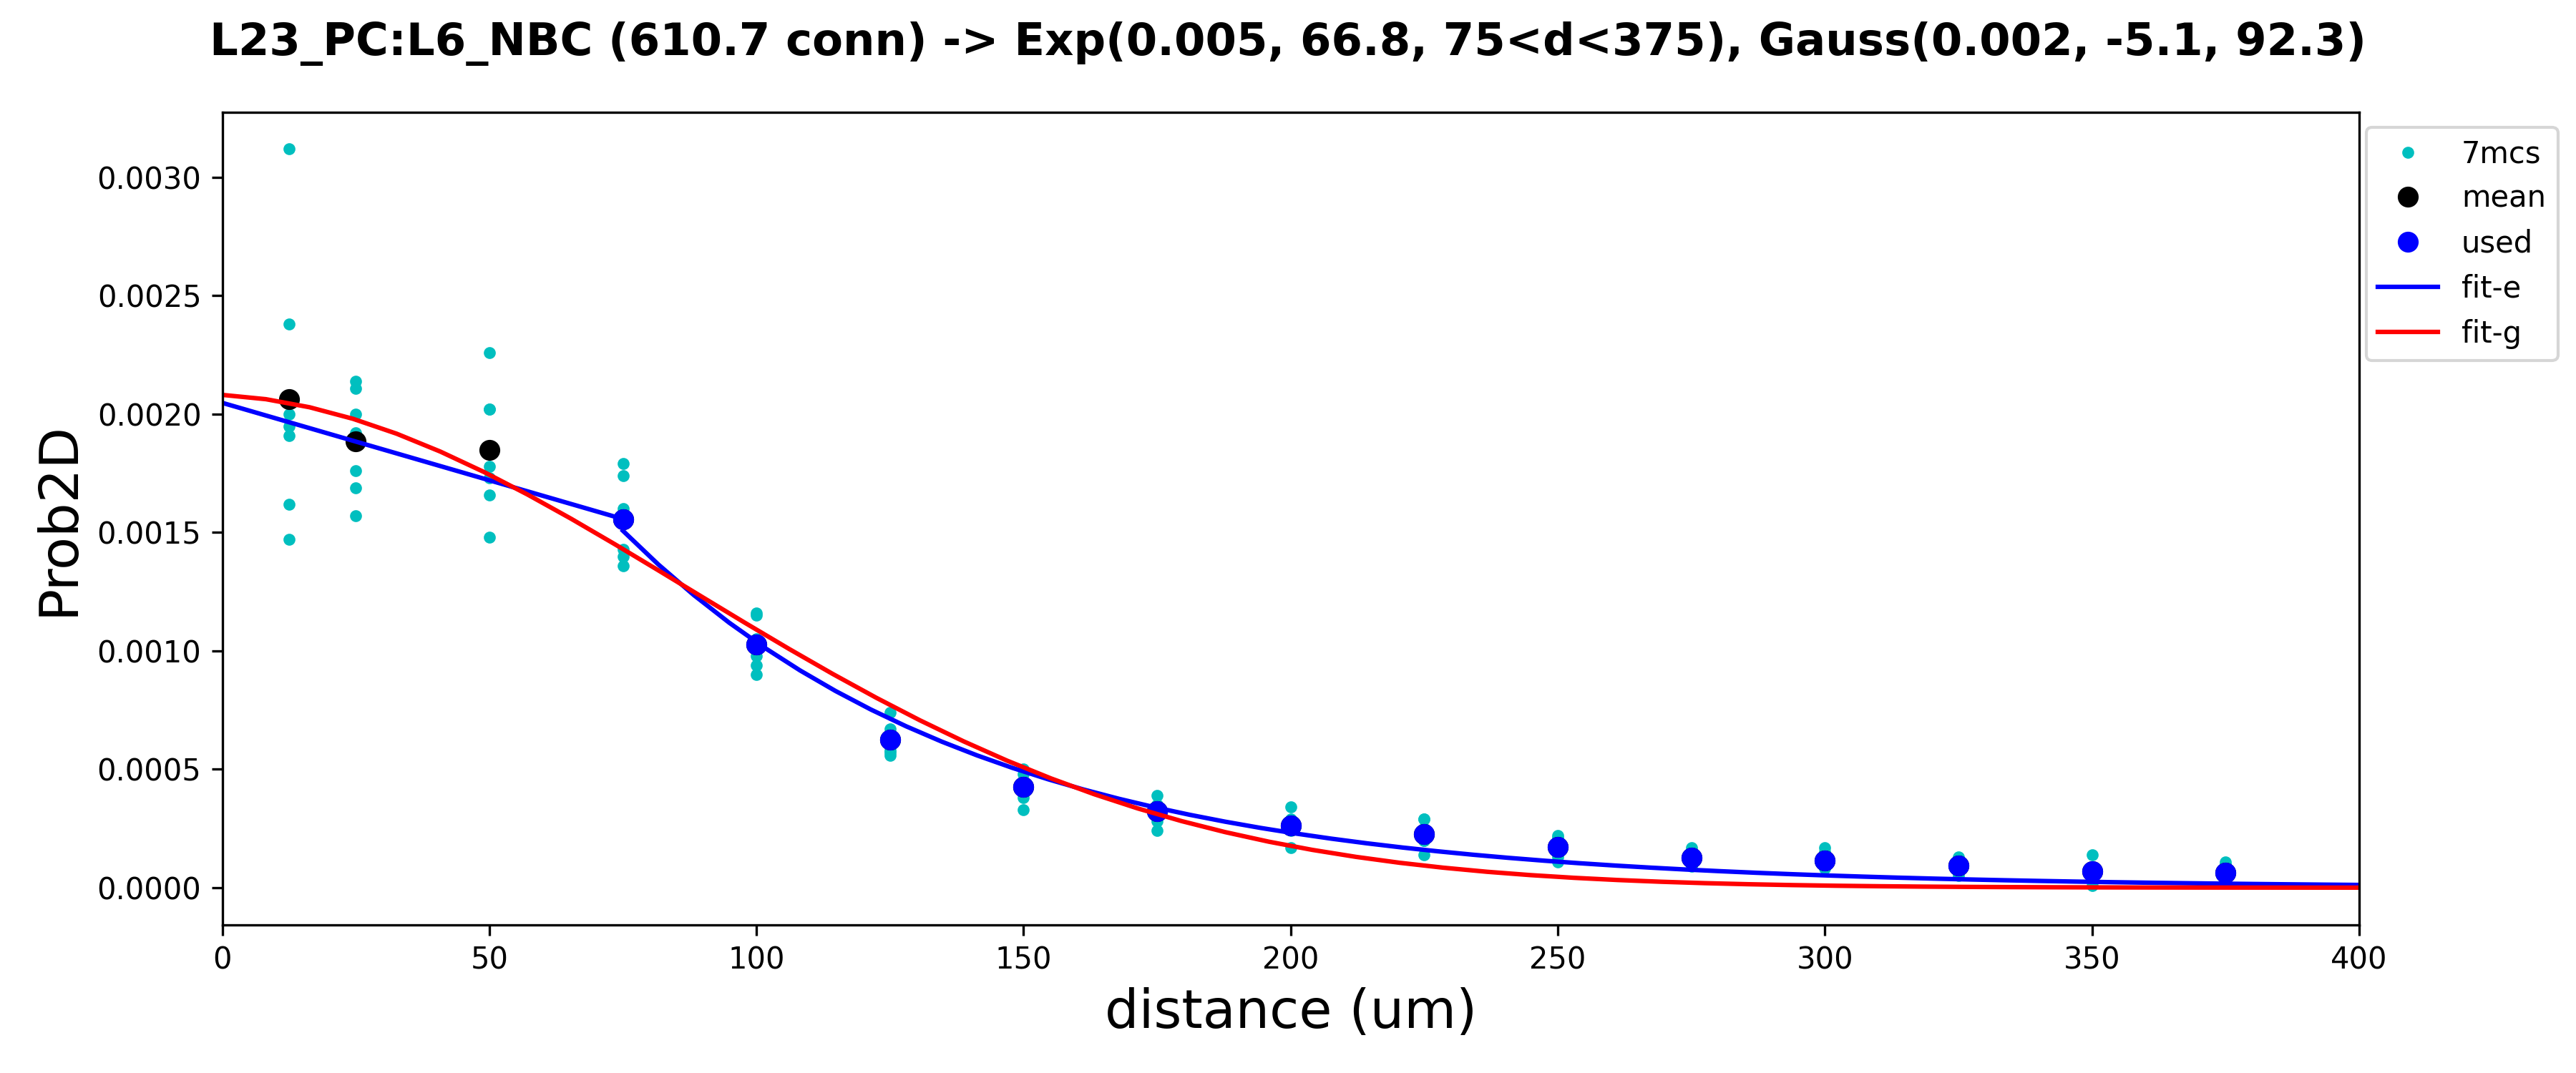 L23_PC:L6_NBC (610.7 conn) -> Exp(0.005, 66.8, 75<d<375), Gauss(0.002, -5.1, 92.3)
7mcs
mean
used
fit-e
fit-g
Prob2D
0.0030
0.0025
0.0020
0.0015
0.0010
0.0005
0.0000
0 50 100 150 200 250 300 350 400
distance (um)